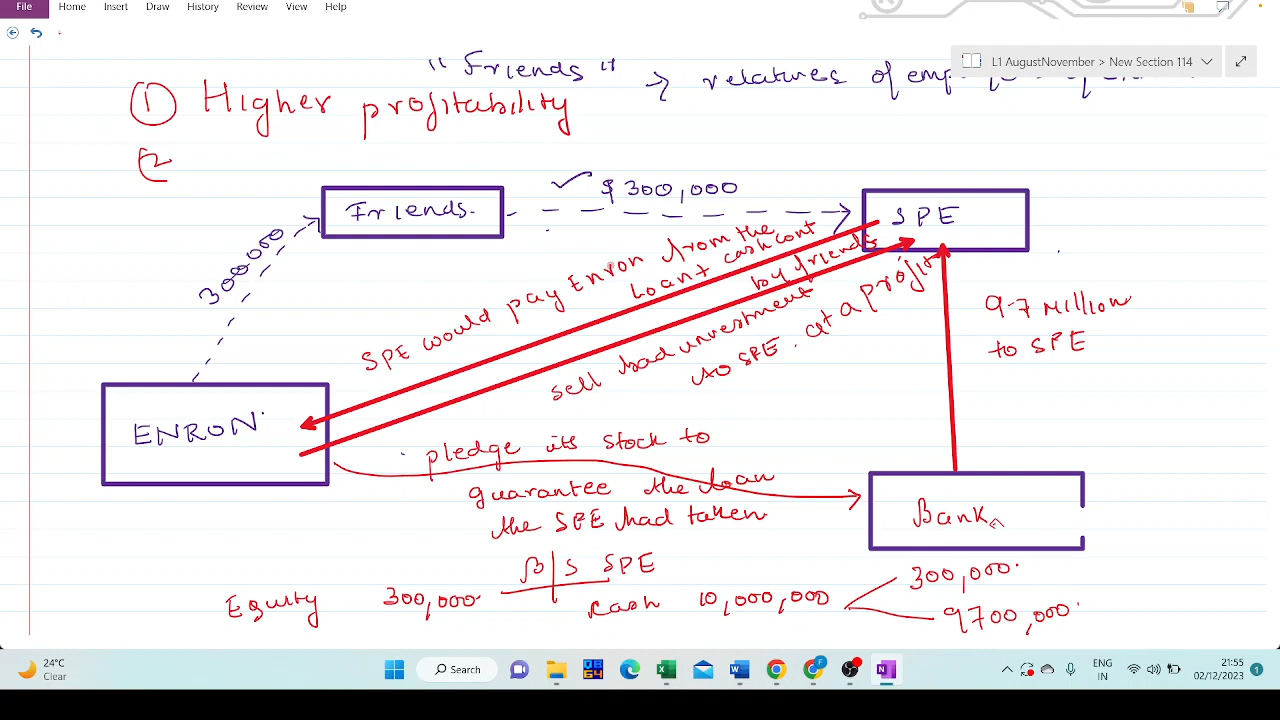 File Home Insert Draw History Review View Help
L1 AugustNovember > New Section 114
"Friends" → relatives of
① Higher profitability
②
Friends.
✓ $ 300,000
SPE
300000
SPE would pay Enron from the
Loan + cash cont
by friends
sell bad investment
to SPE. at a profit
9.7 Million
to SPE
ENRON
pledge its stock to
guarantee the loan
the SPE had taken
Bank
B|S SPE
Equity 300,000 Cash 10,000,000
300,000
9700,000
24°C
Clear
Search
ENG
IN
21:55
02/12/2023